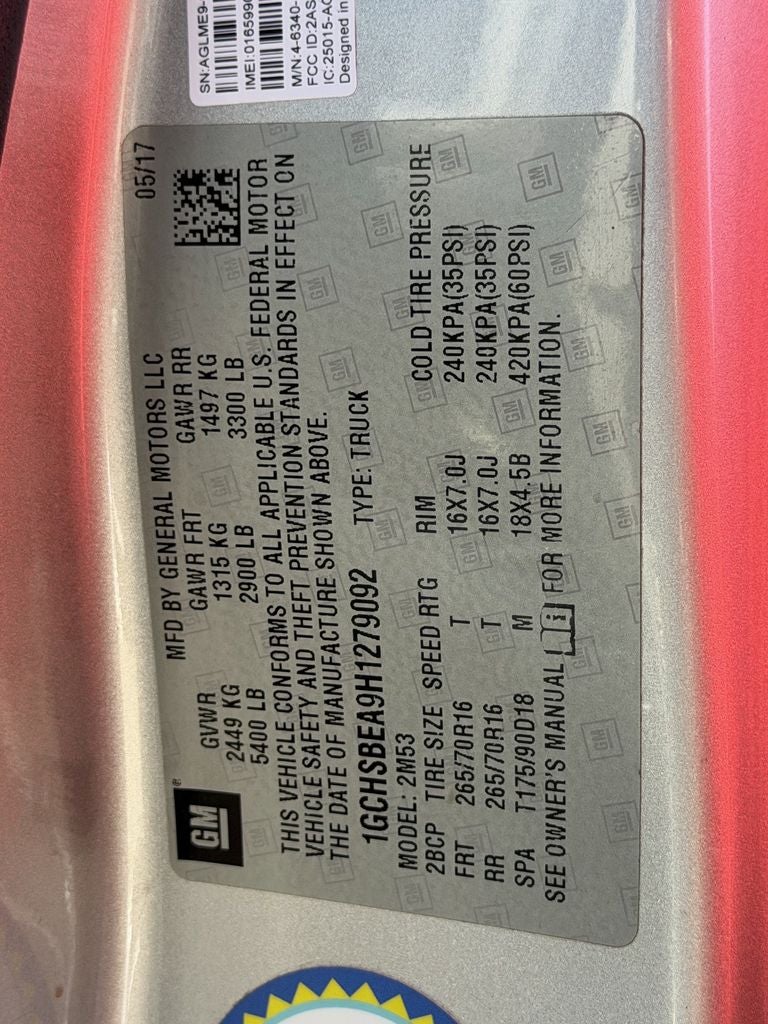 SN:AGLME9-
IMEI:0165990
M/N:4-6340-
FCC ID:2AS
IC:25015-AG
Designed in
GM
MFD BY GENERAL MOTORS LLC 05/17
GVWR GAWR FRT GAWR RR
2449 KG 1315 KG 1497 KG
5400 LB 2900 LB 3300 LB
THIS VEHICLE CONFORMS TO ALL APPLICABLE U.S. FEDERAL MOTOR
VEHICLE SAFETY AND THEFT PREVENTION STANDARDS IN EFFECT ON
THE DATE OF MANUFACTURE SHOWN ABOVE.
1GCHSBEA9H1279092 TYPE: TRUCK
MODEL: 2M53
2BCP TIRE SIZE SPEED RTG RIM COLD TIRE PRESSURE
FRT 265/70R16 T 16X7.0J 240KPA(35PSI)
RR 265/70R16 T 16X7.0J 240KPA(35PSI)
SPA T175/90D18 M 18X4.5B 420KPA(60PSI)
SEE OWNER'S MANUAL FOR MORE INFORMATION.